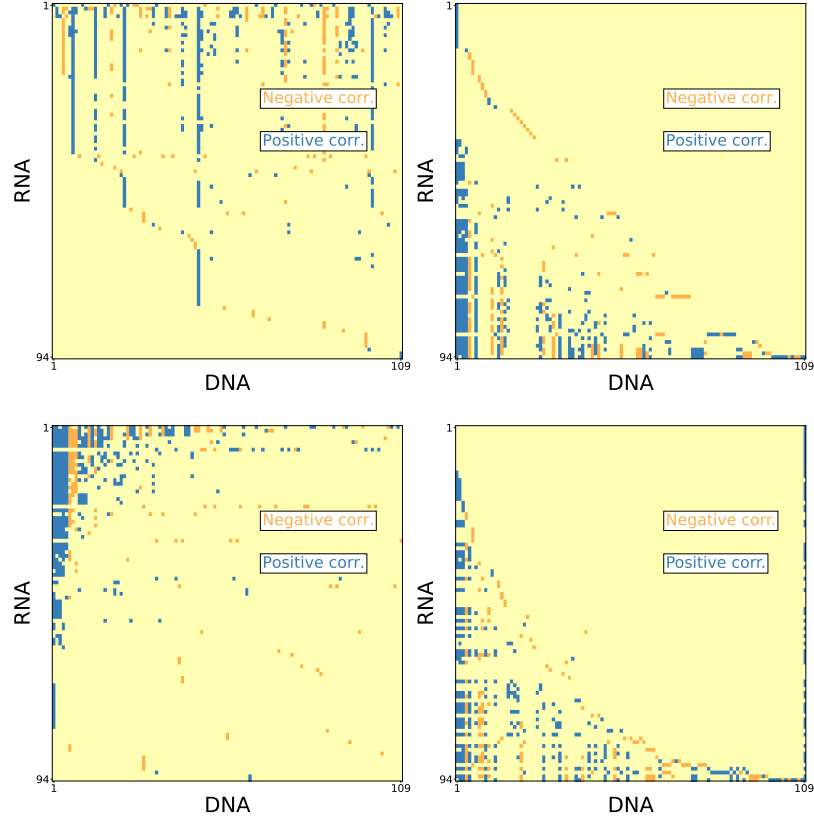 1
RNA
Negative corr.
Positive corr.
94
1
109
DNA
1
RNA
Negative corr.
Positive corr.
94
1
109
DNA
1
RNA
Negative corr.
Positive corr.
94
1
109
DNA
1
RNA
Negative corr.
Positive corr.
94
1
109
DNA